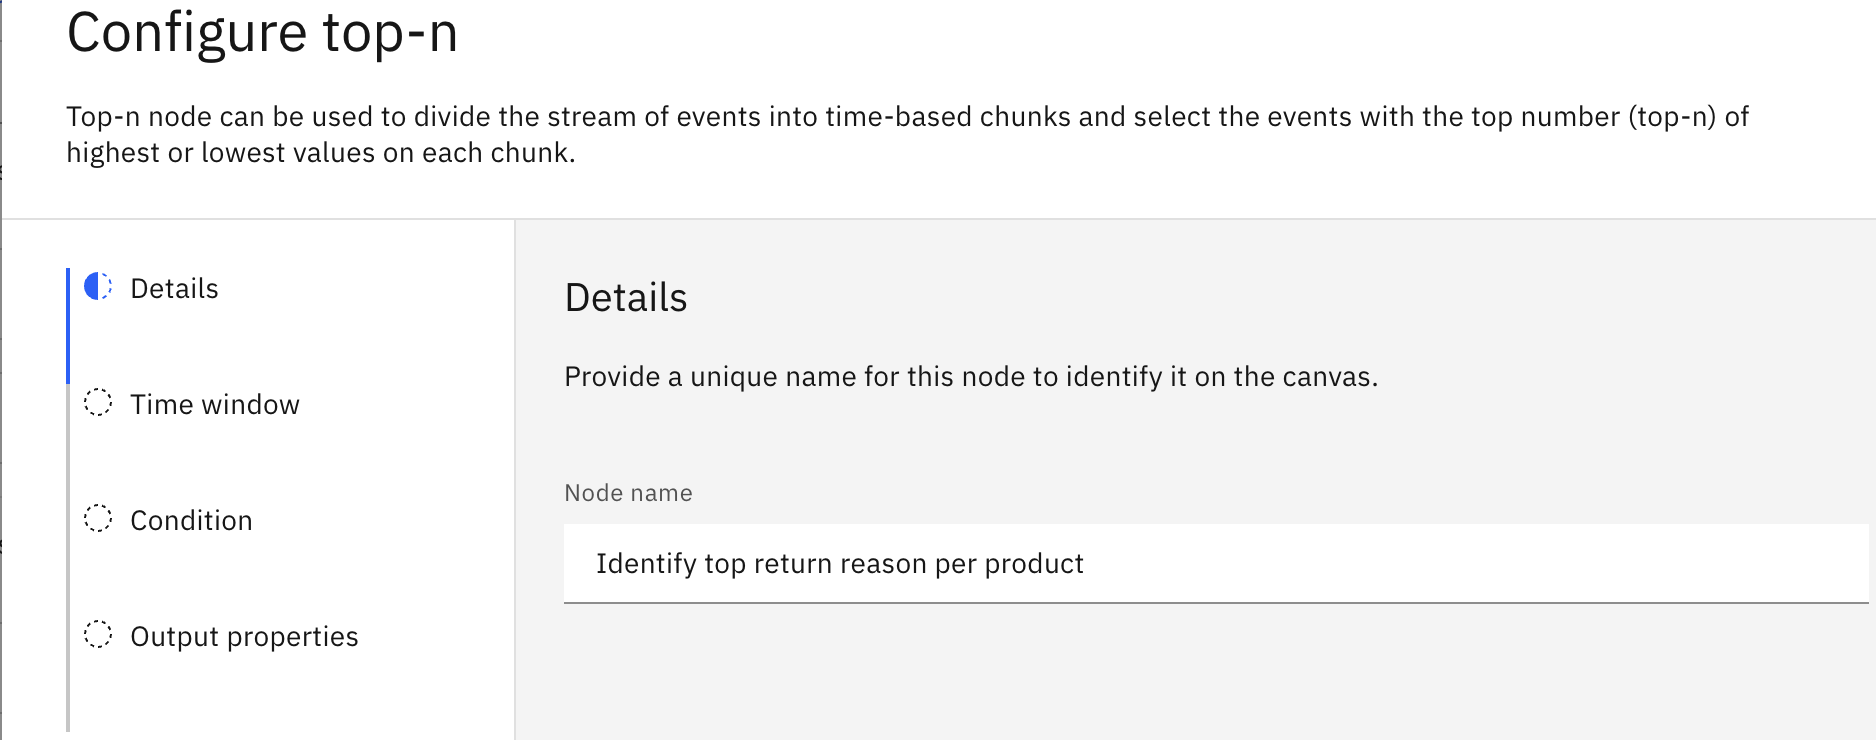 Configure top-n
Top-n node can be used to divide the stream of events into time-based chunks and select the events with the top number (top-n) of
highest or lowest values on each chunk.
Details
Time window
Condition
Output properties
Details
Provide a unique name for this node to identify it on the canvas.
Node name
Identify top return reason per product